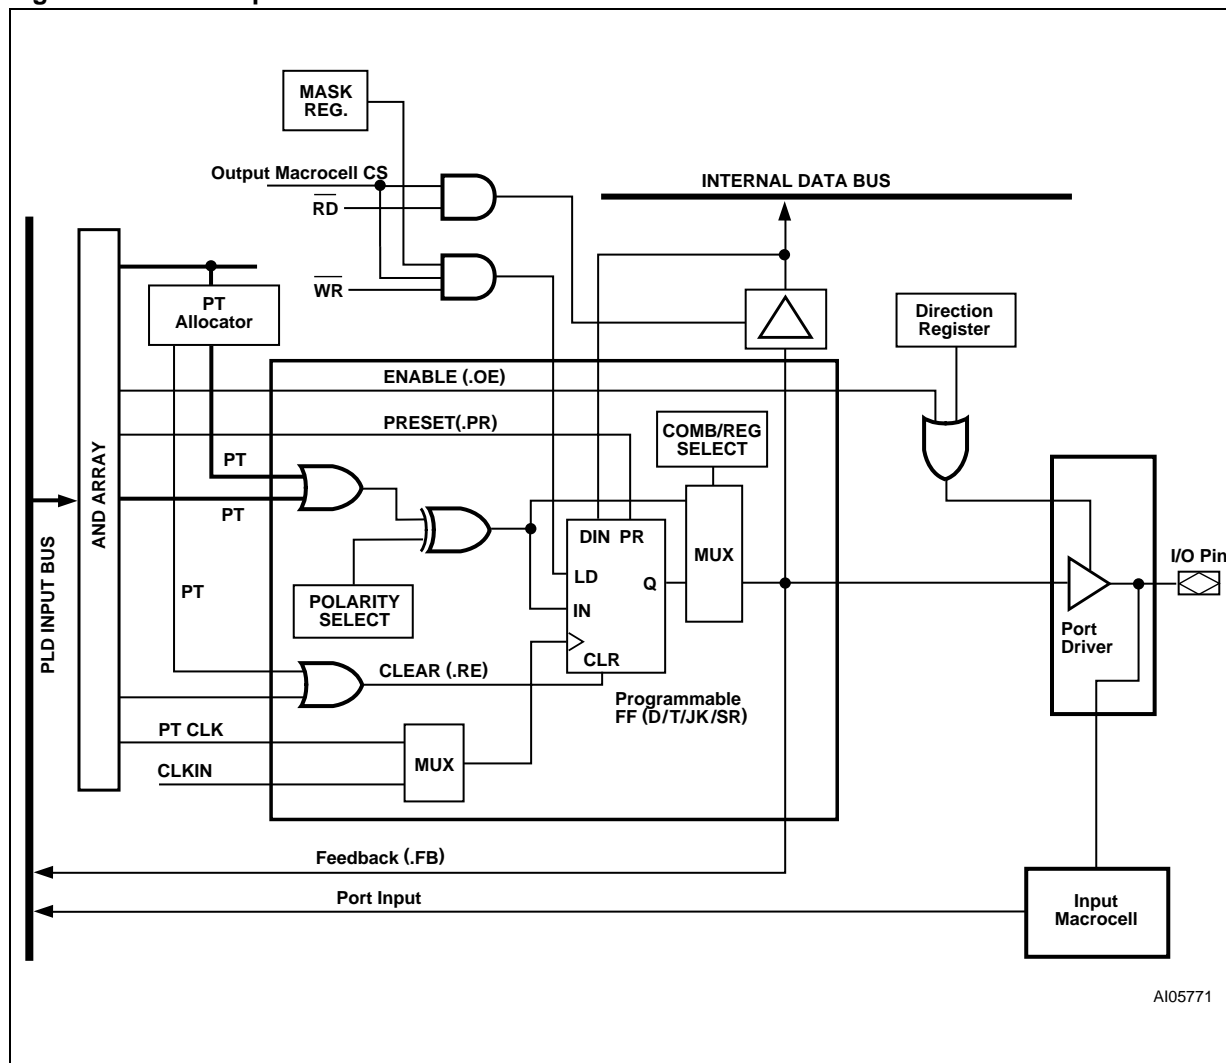 MASK
REG.
Output Macrocell CS
RD
WR
INTERNAL DATA BUS
PT
Allocator
Direction
Register
ENABLE (.OE)
PRESET(.PR)
COMB/REG
SELECT
PT
PT
AND ARRAY
PLD INPUT BUS
DIN PR
MUX
LD
Q
IN
I/O Pin
PT
POLARITY
SELECT
CLR
Port
Driver
CLEAR (.RE)
Programmable
FF (D/T/JK/SR)
PT CLK
MUX
CLKIN
Feedback (.FB)
Port Input
Input
Macrocell
AI05771